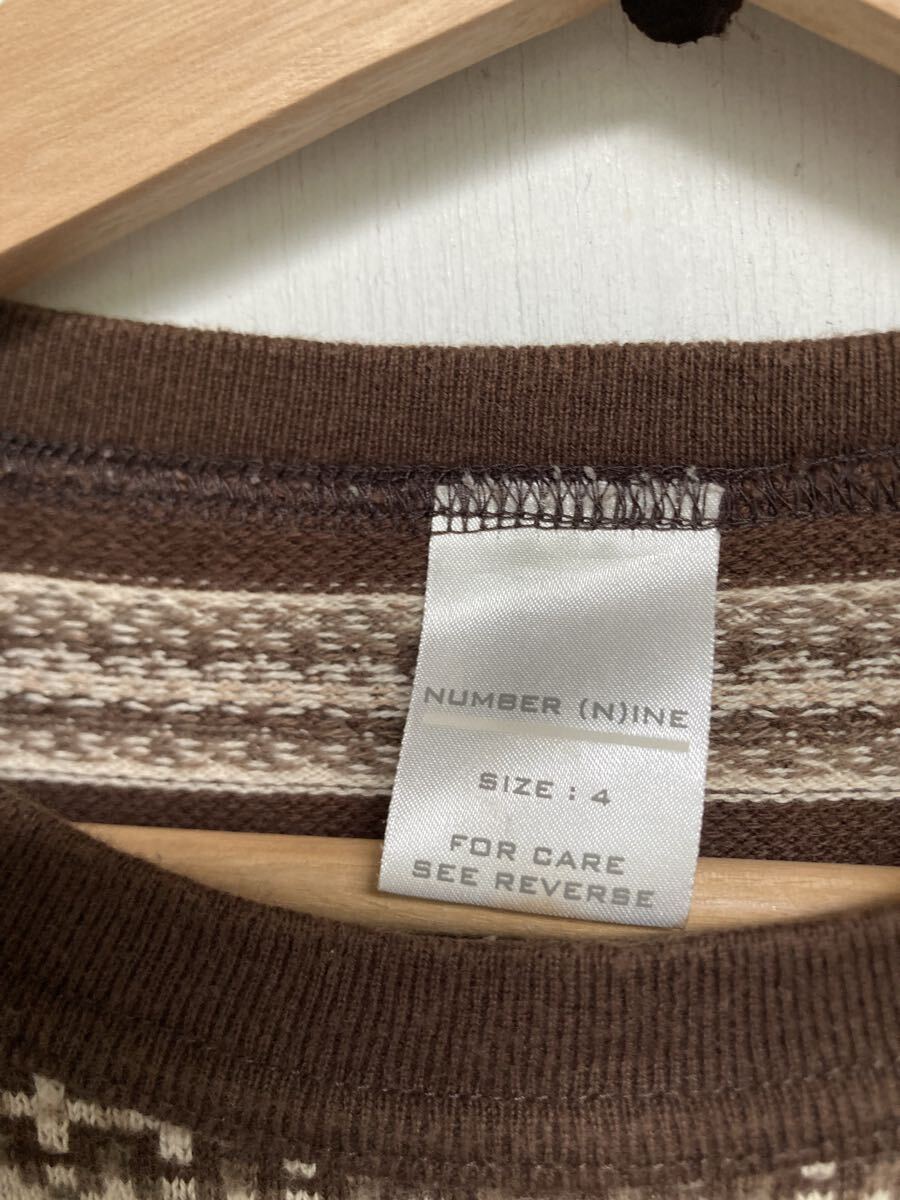 NUMBER (N)INE
SIZE : 4
FOR CARE
SEE REVERSE